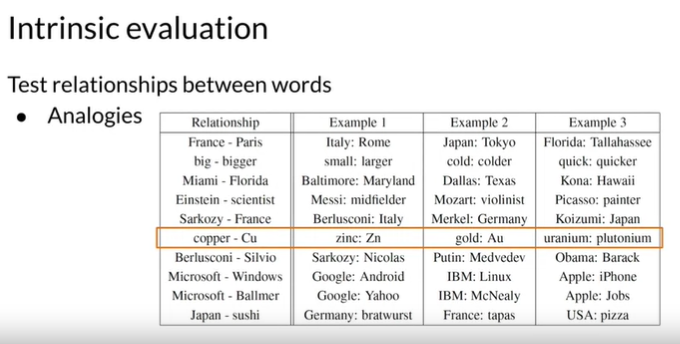 Intrinsic evaluation
Test relationships between words
● Analogies
Relationship Example 1 Example 2 Example 3
France - Paris Italy: Rome Japan: Tokyo Florida: Tallahassee
big - bigger small: larger cold: colder quick: quicker
Miami - Florida Baltimore: Maryland Dallas: Texas Kona: Hawaii
Einstein - scientist Messi: midfielder Mozart: violinist Picasso: painter
Sarkozy - France Berlusconi: Italy Merkel: Germany Koizumi: Japan
copper - Cu zinc: Zn gold: Au uranium: plutonium
Berlusconi - Silvio Sarkozy: Nicolas Putin: Medvedev Obama: Barack
Microsoft - Windows Google: Android IBM: Linux Apple: iPhone
Microsoft - Ballmer Google: Yahoo IBM: McNealy Apple: Jobs
Japan - sushi Germany: bratwurst France: tapas USA: pizza